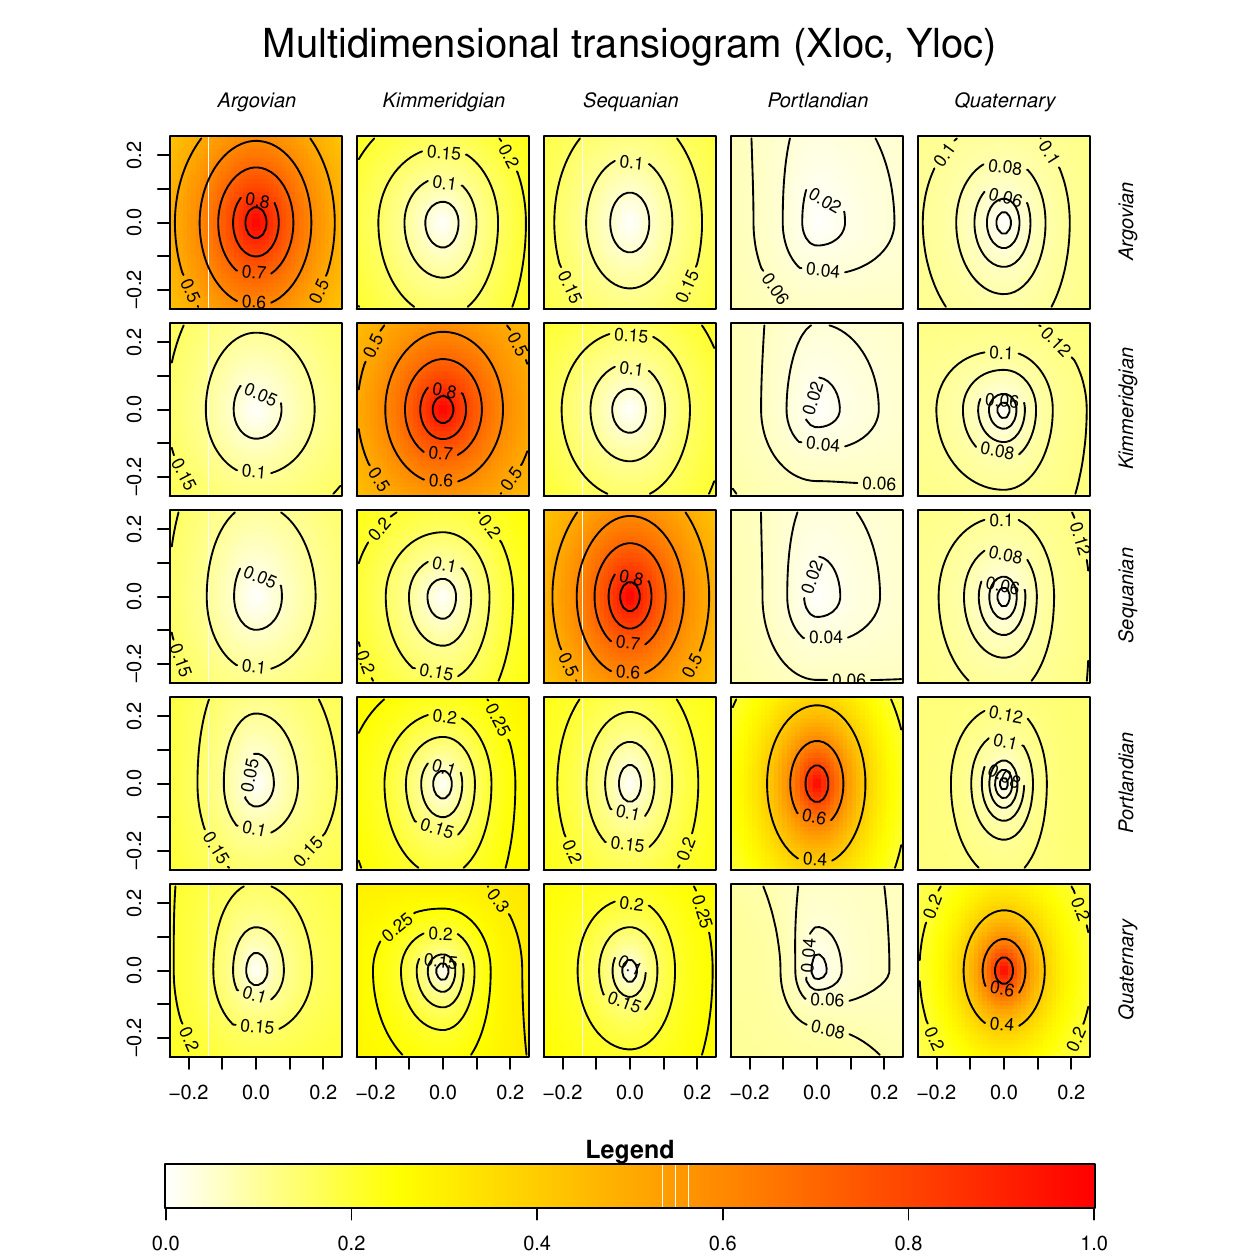 Multidimensional transiogram (Xloc, Yloc)
Argovian Kimmeridgian Sequanian Portlandian Quaternary
0.2 0.0 −0.2 0.8 0.7 0.6 0.5 0.5 0.15 0.1 0.2 0.1 0.15 0.15 0.02 0.04 0.06 0.1 0.1 0.08 0.06 Argovian
0.2 0.0 −0.2 0.05 0.1 0.15 0.5 0.5 0.8 0.7 0.6 0.5 0.5 0.15 0.1 0.02 0.04 0.06 0.12 0.1 0.06 0.08 Kimmeridgian
0.2 0.0 −0.2 0.05 0.1 0.15 0.2 0.2 0.1 0.15 0.2 0.8 0.7 0.6 0.5 0.5 0.02 0.04 0.06 0.1 0.12 0.08 0.06 Sequanian
0.2 0.0 −0.2 0.05 0.1 0.15 0.15 0.2 0.25 0.1 0.15 0.1 0.15 0.2 0.2 0.6 0.4 0.12 0.1 0.08 Portlandian
0.2 0.0 −0.2 0.1 0.15 0.2 0.3 0.25 0.2 0.15 0.2 0.25 0.1 0.15 0.04 0.06 0.08 0.2 0.2 0.6 0.4 0.2 0.2 Quaternary
−0.2 0.0 0.2 −0.2 0.0 0.2 −0.2 0.0 0.2 −0.2 0.0 0.2 −0.2 0.0 0.2
Legend
0.0 0.2 0.4 0.6 0.8 1.0